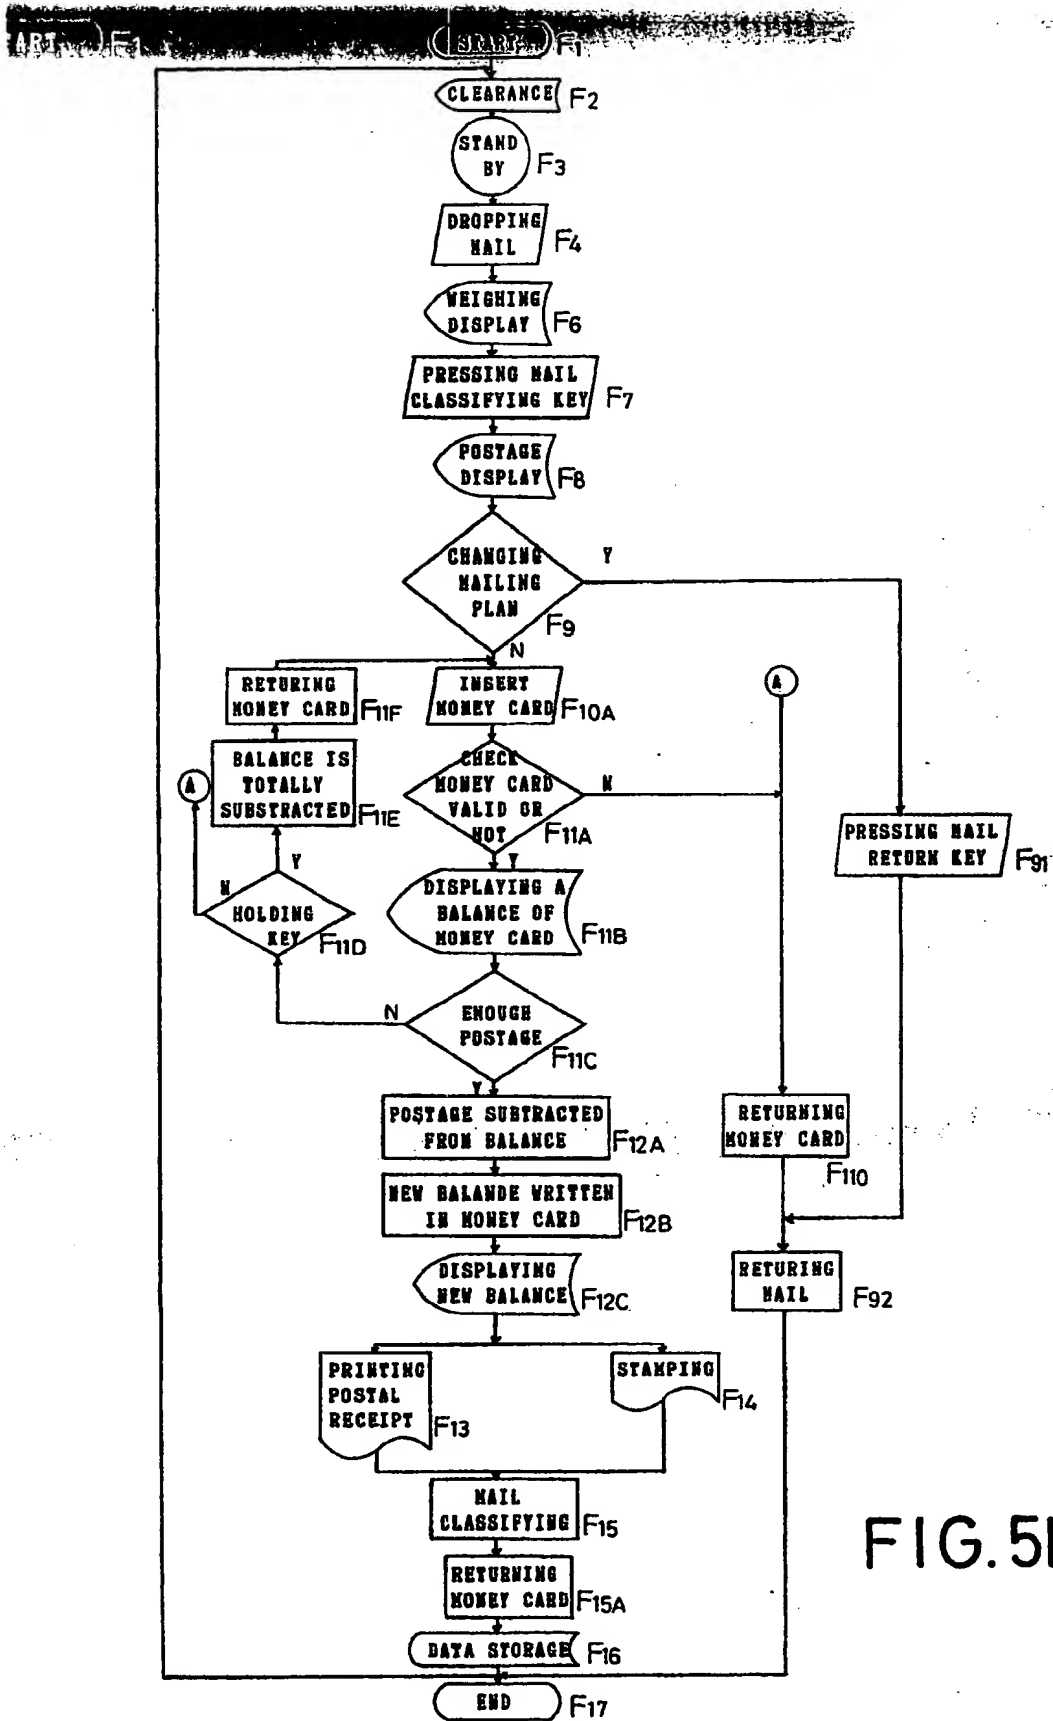 ART F1
START F1
CLEARANCE F2
STAND
BY F3
DROPPING
MAIL F4
WEIGHING
DISPLAY F6
PRESSING MAIL
CLASSIFYING KEY F7
POSTAGE
DISPLAY F8
CHANGING
MAILING
PLAN F9
Y
N
RETURING
MONEY CARD F11F
INSERT
MONEY CARD F10A
A
BALANCE IS
TOTALLY
SUBSTRACTED F11E
A
CHECK
MONEY CARD
VALID OR
NOT F11A
N
Y
PRESSING MAIL
RETURN KEY F91
Y
N
HOLDING
KEY F11D
DISPLAYING A
BALANCE OF
MONEY CARD F11B
N
ENOUGH
POSTAGE
F11C
Y
POSTAGE SUBTRACTED
FROM BALANCE F12A
RETURNING
MONEY CARD
F110
NEW BALANDE WRITTEN
IN MONEY CARD F12B
DISPLAYING
NEW BALANCE F12C
RETURING
MAIL F92
PRINTING
POSTAL
RECEIPT F13
STAMPING
F14
MAIL
CLASSIFYING F15
RETURNING
MONEY CARD F15A
DATA STORAGE F16
END F17
FIG. 5